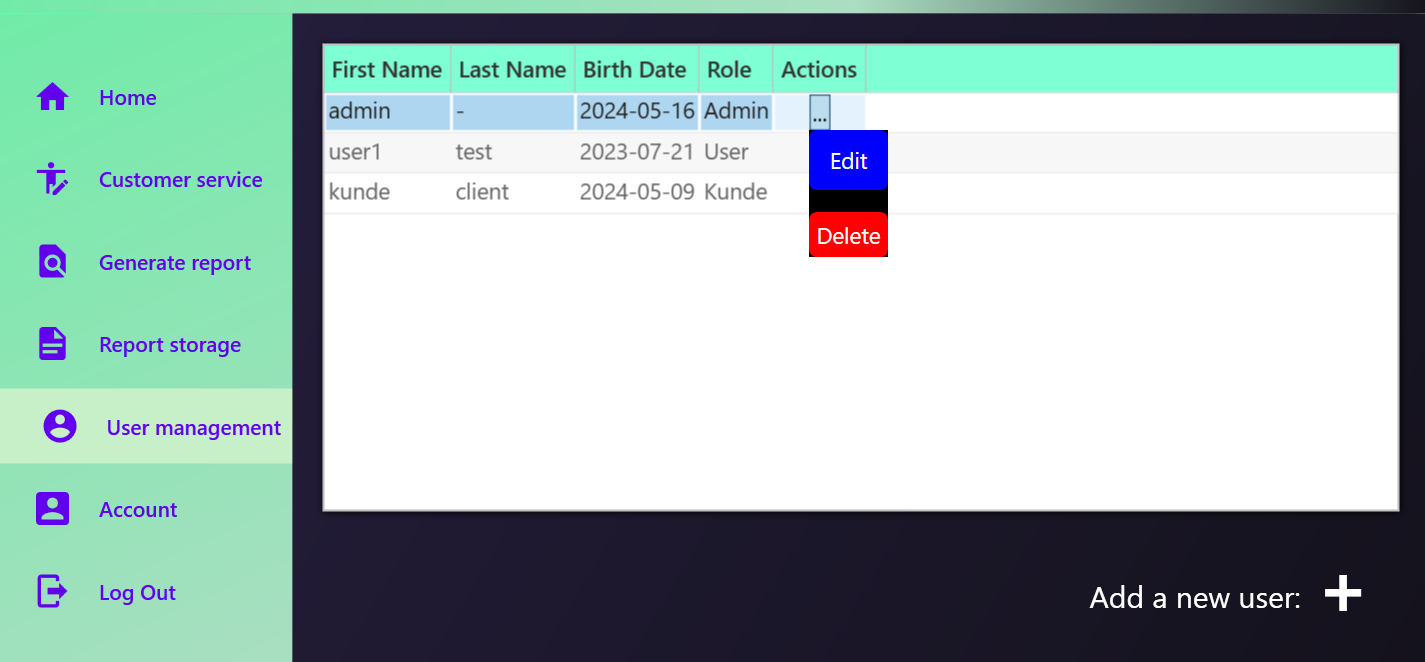 Home
Customer service
Generate report
Report storage
User management
Account
Log Out
First Name Last Name Birth Date Role Actions
admin - 2024-05-16 Admin ...
user1 test 2023-07-21 User
kunde client 2024-05-09 Kunde
Edit
Delete
Add a new user: